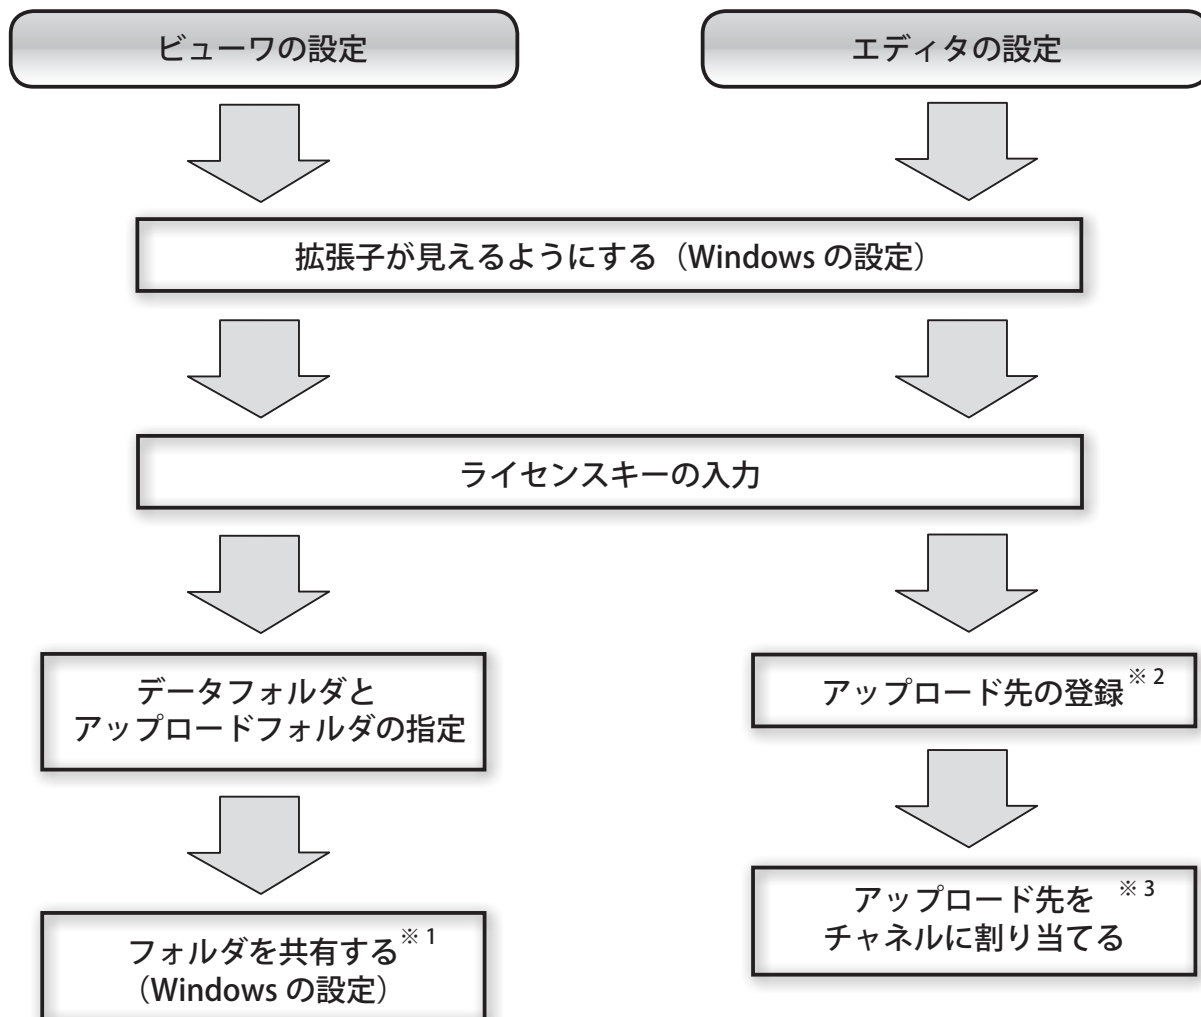 ビューワの設定
エディタの設定
拡張子が見えるようにする（Windows の設定）
ライセンスキーの入力
データフォルダと
アップロードフォルダの指定
アップロード先の登録※ 2
フォルダを共有する※ 1
（Windows の設定）
アップロード先を※ 3
チャネルに割り当てる